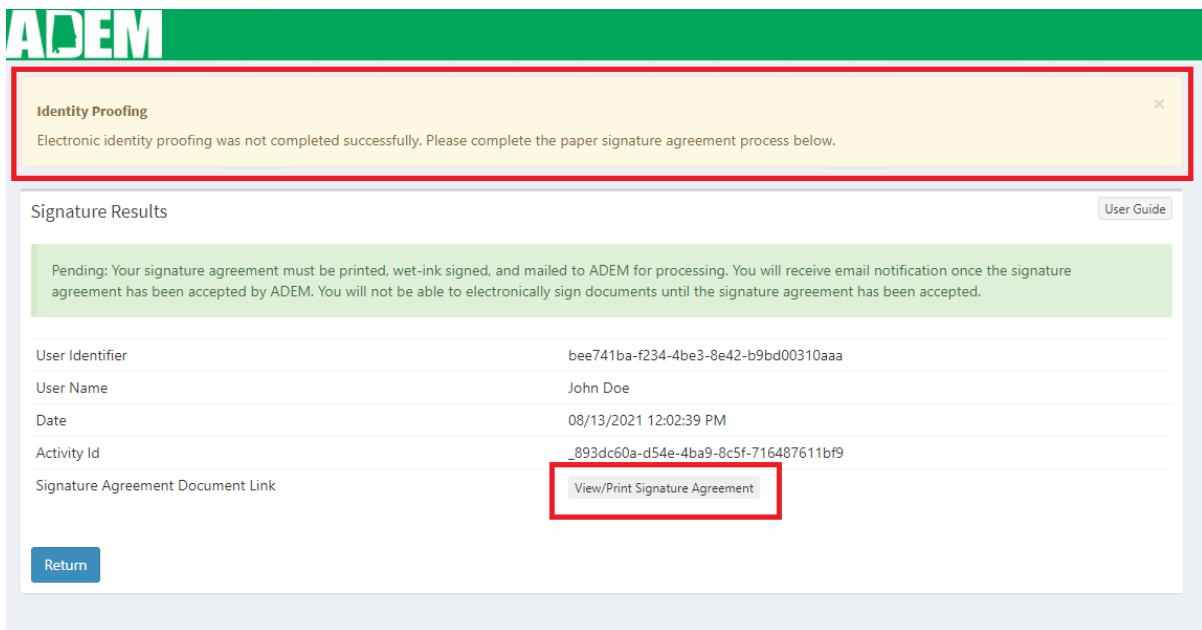 ADEM
Identity Proofing
×
Electronic identity proofing was not completed successfully. Please complete the paper signature agreement process below.
Signature Results
User Guide
Pending: Your signature agreement must be printed, wet-ink signed, and mailed to ADEM for processing. You will receive email notification once the signature
agreement has been accepted by ADEM. You will not be able to electronically sign documents until the signature agreement has been accepted.
User Identifier bee741ba-f234-4be3-8e42-b9bd00310aaa
User Name John Doe
Date 08/13/2021 12:02:39 PM
Activity Id _893dc60a-d54e-4ba9-8c5f-716487611bf9
Signature Agreement Document Link View/Print Signature Agreement
Return